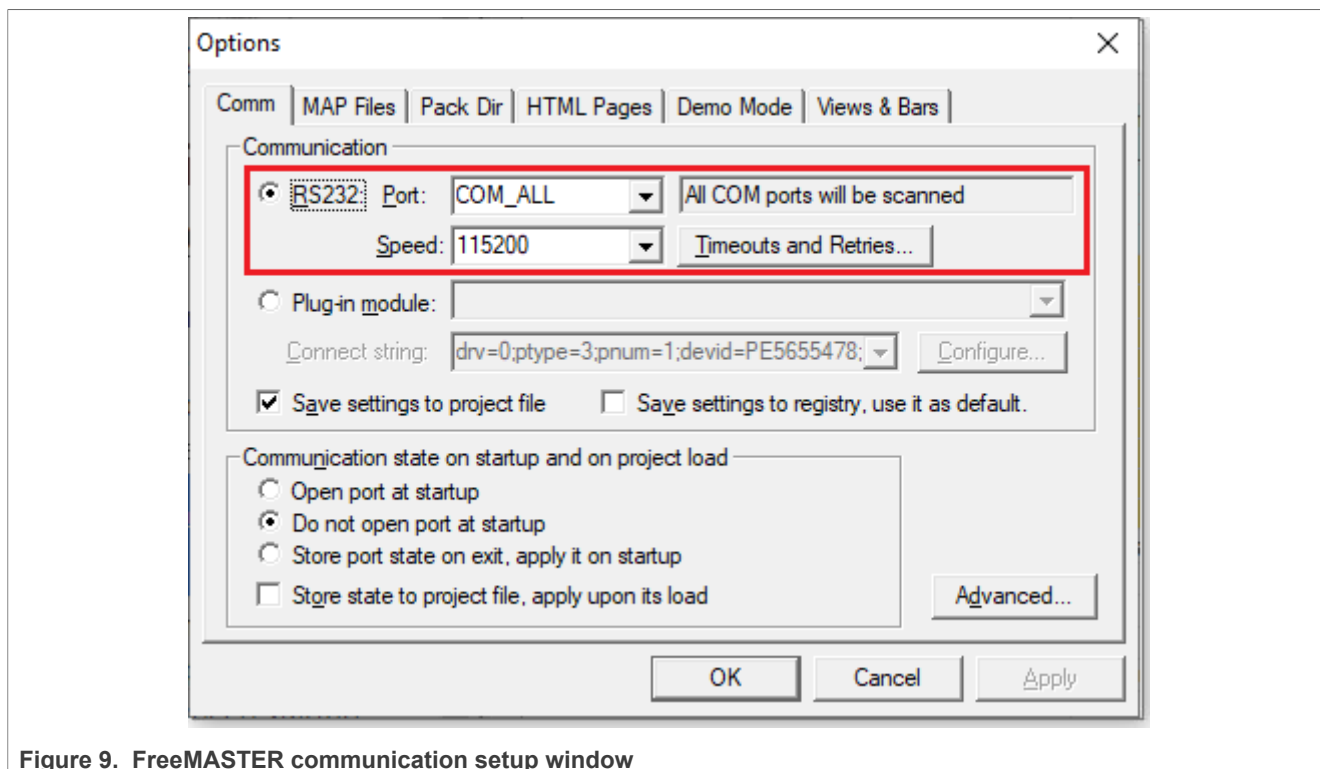 Options
Comm MAP Files Pack Dir HTML Pages Demo Mode Views & Bars
Communication
RS232: Port: COM_ALL All COM ports will be scanned
Speed: 115200 Timeouts and Retries...
Plug-in module:
Connect string: drv=0;ptype=3;pnum=1;devid=PE5655478; Configure...
Save settings to project file Save settings to registry, use it as default.
Communication state on startup and on project load
Open port at startup
Do not open port at startup
Store port state on exit, apply it on startup
Store state to project file, apply upon its load Advanced...
OK Cancel Apply
Figure 9. FreeMASTER communication setup window